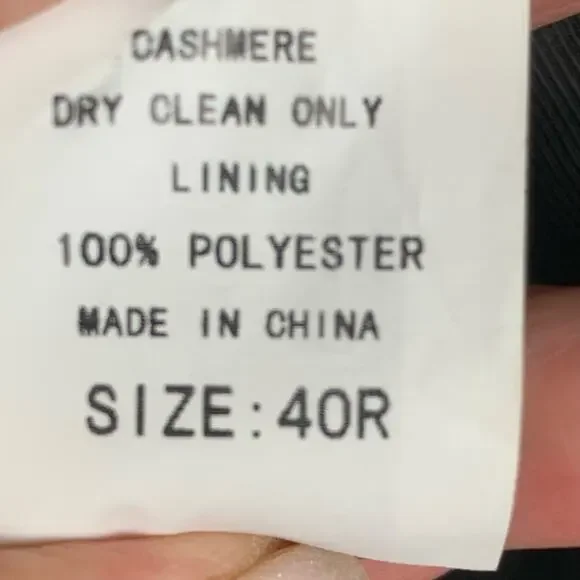 CASHMERE
DRY CLEAN ONLY
LINING
100% POLYESTER
MADE IN CHINA
SIZE:40R